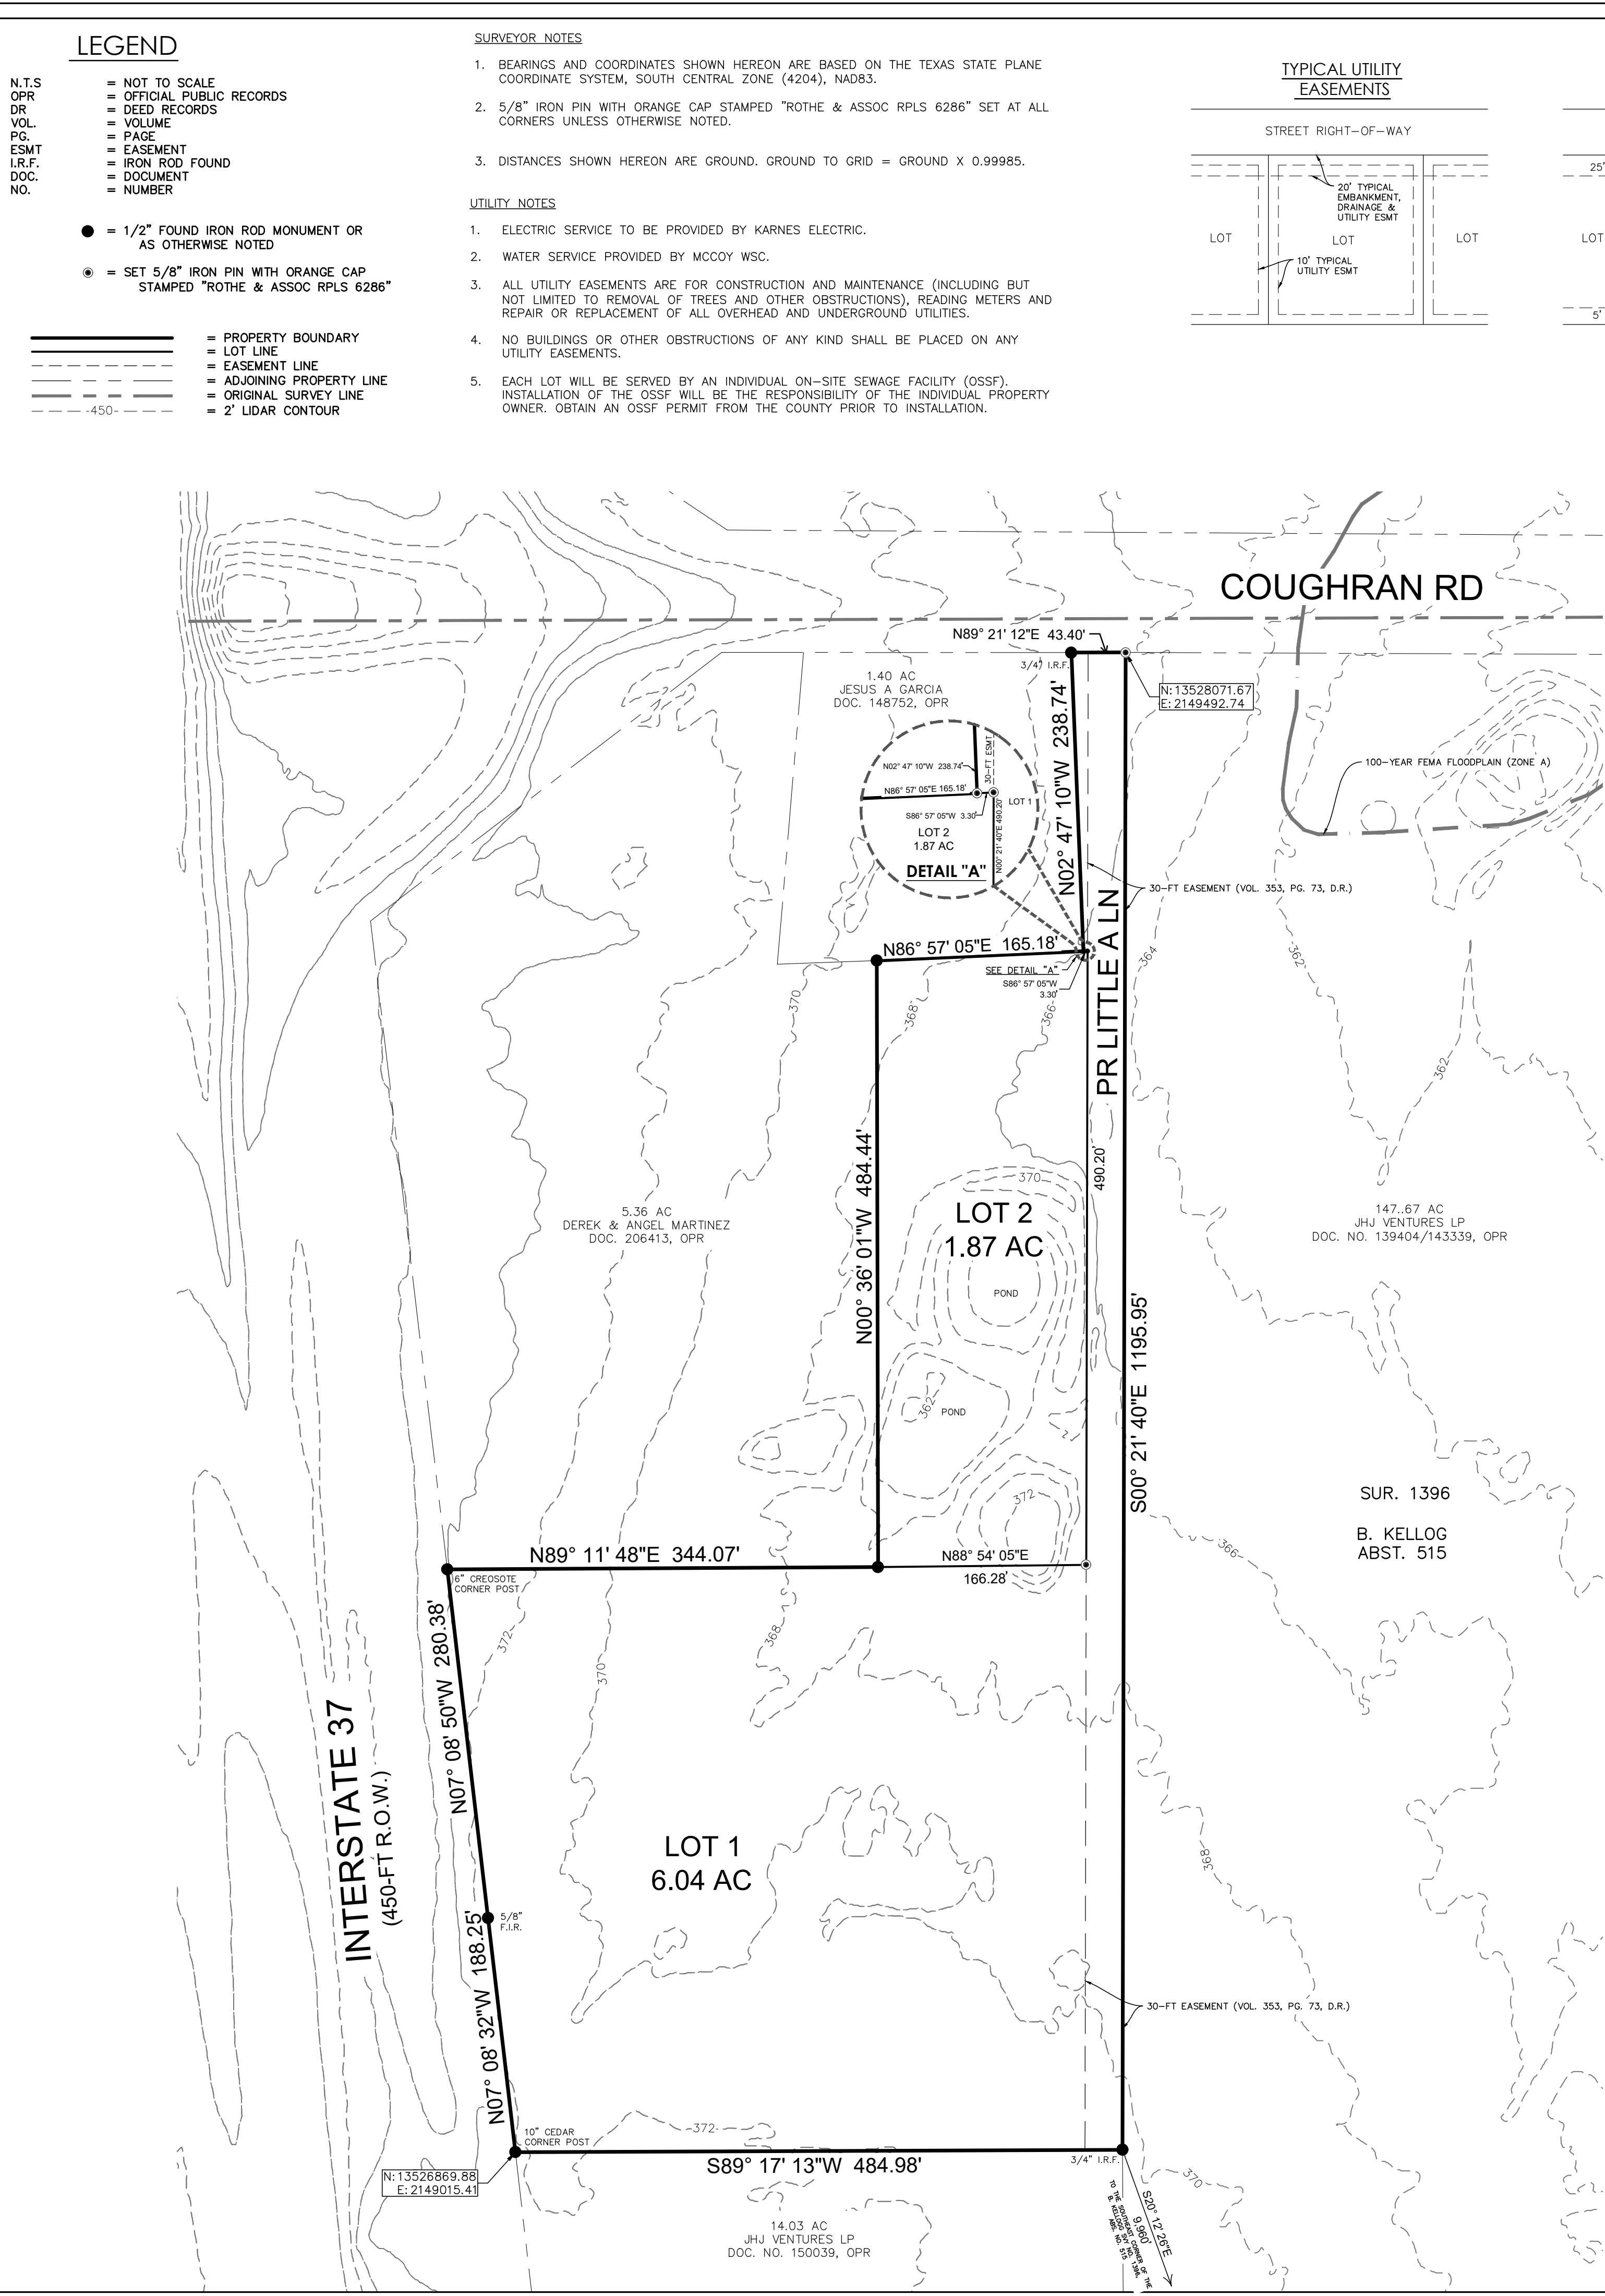 LEGEND
N.T.S = NOT TO SCALE
OPR = OFFICIAL PUBLIC RECORDS
DR = DEED RECORDS
VOL. = VOLUME
PG. = PAGE
ESMT = EASEMENT
I.R.F. = IRON ROD FOUND
DOC. = DOCUMENT
NO. = NUMBER
= 1/2" FOUND IRON ROD MONUMENT OR
AS OTHERWISE NOTED
= SET 5/8" IRON PIN WITH ORANGE CAP
STAMPED "ROTHE & ASSOC RPLS 6286"
= PROPERTY BOUNDARY
= LOT LINE
= EASEMENT LINE
= ADJOINING PROPERTY LINE
= ORIGINAL SURVEY LINE
-450- = 2' LIDAR CONTOUR
SURVEYOR NOTES
1. BEARINGS AND COORDINATES SHOWN HEREON ARE BASED ON THE TEXAS STATE PLANE
COORDINATE SYSTEM, SOUTH CENTRAL ZONE (4204), NAD83.
2. 5/8" IRON PIN WITH ORANGE CAP STAMPED "ROTHE & ASSOC RPLS 6286" SET AT ALL
CORNERS UNLESS OTHERWISE NOTED.
3. DISTANCES SHOWN HEREON ARE GROUND. GROUND TO GRID = GROUND X 0.99985.
UTILITY NOTES
1. ELECTRIC SERVICE TO BE PROVIDED BY KARNES ELECTRIC.
2. WATER SERVICE PROVIDED BY MCCOY WSC.
3. ALL UTILITY EASEMENTS ARE FOR CONSTRUCTION AND MAINTENANCE (INCLUDING BUT
NOT LIMITED TO REMOVAL OF TREES AND OTHER OBSTRUCTIONS), READING METERS AND
REPAIR OR REPLACEMENT OF ALL OVERHEAD AND UNDERGROUND UTILITIES.
4. NO BUILDINGS OR OTHER OBSTRUCTIONS OF ANY KIND SHALL BE PLACED ON ANY
UTILITY EASEMENTS.
5. EACH LOT WILL BE SERVED BY AN INDIVIDUAL ON-SITE SEWAGE FACILITY (OSSF).
INSTALLATION OF THE OSSF WILL BE THE RESPONSIBILITY OF THE INDIVIDUAL PROPERTY
OWNER. OBTAIN AN OSSF PERMIT FROM THE COUNTY PRIOR TO INSTALLATION.
TYPICAL UTILITY
EASEMENTS
STREET RIGHT-OF-WAY
20' TYPICAL
EMBANKMENT,
DRAINAGE &
UTILITY ESMT
LOT
LOT
LOT
10' TYPICAL
UTILITY ESMT
25'
LOT
5'
COUGHRAN RD
N89° 21' 12"E 43.40'
3/4" I.R.F.
N: 13528071.67
E: 2149492.74
1.40 AC
JESUS A GARCIA
DOC. 148752, OPR
N02° 47' 10"W 238.74'
100-YEAR FEMA FLOODPLAIN (ZONE A)
30-FT ESMT
N02° 47' 10"W 238.74'
N86° 57' 05"E 165.18'
LOT 1
S86° 57' 05"W 3.30'
LOT 2
1.87 AC
N00° 21' 40"E 490.20'
DETAIL "A"
30-FT EASEMENT (VOL. 353, PG. 73, D.R.)
PR LITTLE A LN
N86° 57' 05"E 165.18'
SEE DETAIL "A"
S86° 57' 05"W
3.30'
364
362
370
368
366
362
490.20'
N00° 36' 01"W 484.44'
370
LOT 2
1.87 AC
POND
5.36 AC
DEREK & ANGEL MARTINEZ
DOC. 206413, OPR
147..67 AC
JHJ VENTURES LP
DOC. NO. 139404/143339, OPR
S00° 21' 40"E 1195.95'
362
POND
372
SUR. 1396
B. KELLOG
ABST. 515
366
N89° 11' 48"E 344.07'
N88° 54' 05"E
166.28'
6" CREOSOTE
CORNER POST
N07° 08' 50"W 280.38'
372
370
368
INTERSTATE 37
(450-FT R.O.W.)
LOT 1
6.04 AC
368
5/8"
F.I.R.
N07° 08' 32"W 188.25'
30-FT EASEMENT (VOL. 353, PG. 73, D.R.)
10" CEDAR
CORNER POST
372
N: 13526869.88
E: 2149015.41
S89° 17' 13"W 484.98'
3/4" I.R.F.
370
S20° 12' 26"E
9,960'
TO THE SOUTHEAST CORNER OF THE
B. KELLOGG SVY NO. 1396,
ABS. NO. 515
14.03 AC
JHJ VENTURES LP
DOC. NO. 150039, OPR